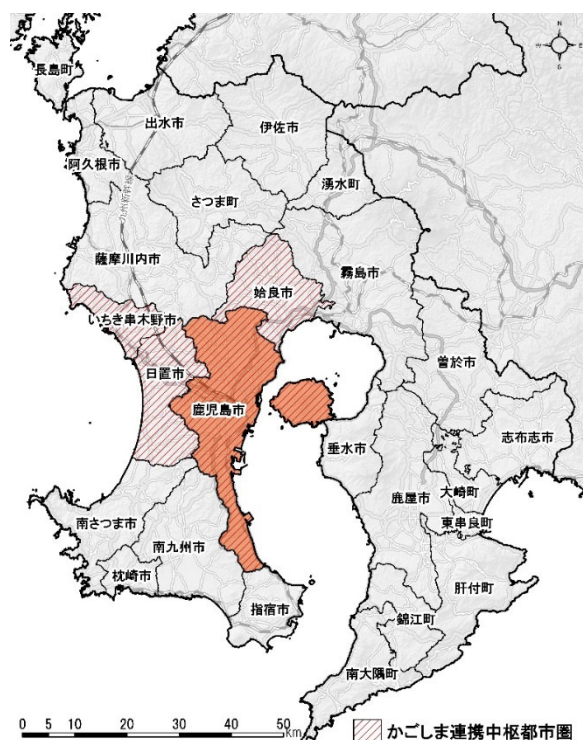 N
W
E
S
長島町
出水市
伊佐市
阿久根市
九州新幹線
湧水町
さつま町
薩摩川内市
霧島市
姶良市
いちき串木野市
日置市
曽於市
鹿児島市
志布志市
垂水市
大崎町
鹿屋市
東串良町
南さつま市
南九州市
枕崎市
肝付町
指宿市
錦江町
南大隅町
0 5 10 20 30 40 50
km
かごしま連携中枢都市圏